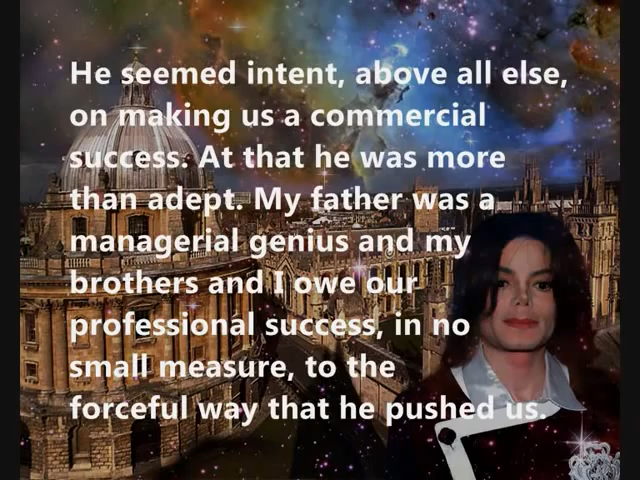 He seemed intent, above all else,
on making us a commercial
success. At that he was more
than adept. My father was a
managerial genius and my
brothers and I owe our
professional success, in no
small measure, to the
forceful way that he pushed us.